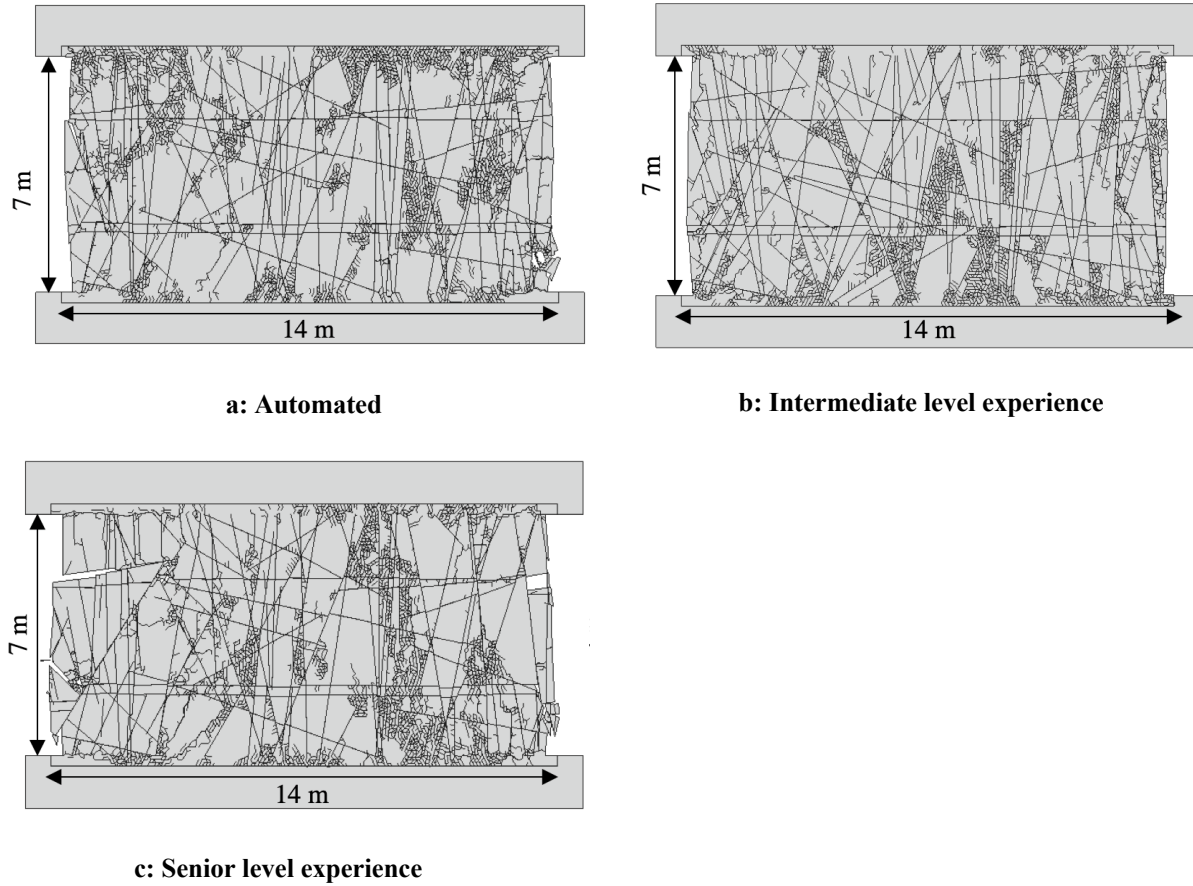 7 m
14 m
a: Automated
7 m
14 m
b: Intermediate level experience
7 m
14 m
c: Senior level experience